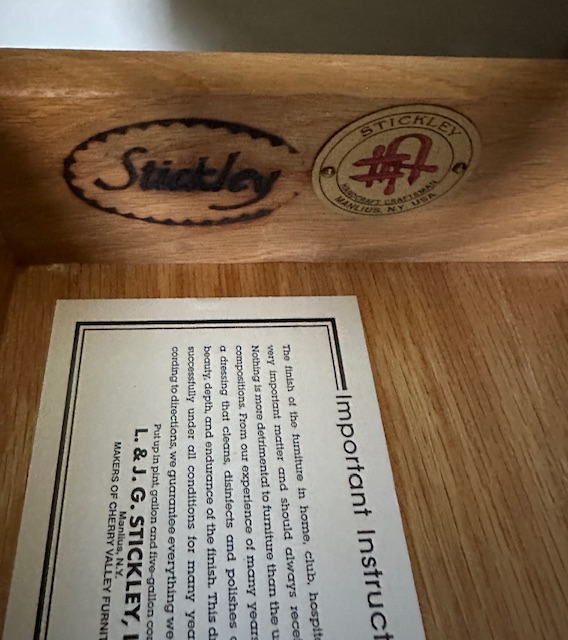 Stickley
STICKLEY
HANDCRAFT CRAFTSMAN
MANLIUS, N.Y. USA
Important Instruct
The finish of the furniture in home, club, hospit
very important matter and should always rece
Nothing is more detrimental to furniture than the u
compositions. From our experience of many years
a dressing that cleans, disinfects and polishes
beauty, depth, and endurance of the finish. This d
successfully under all conditions for many yea
cording to directions, we guarantee everything we
Put up in pint, gallon and five-gallon
L. & J. G. STICKLEY,
Manlius, N.Y.
MAKERS OF CHERRY VALLEY FURNIT